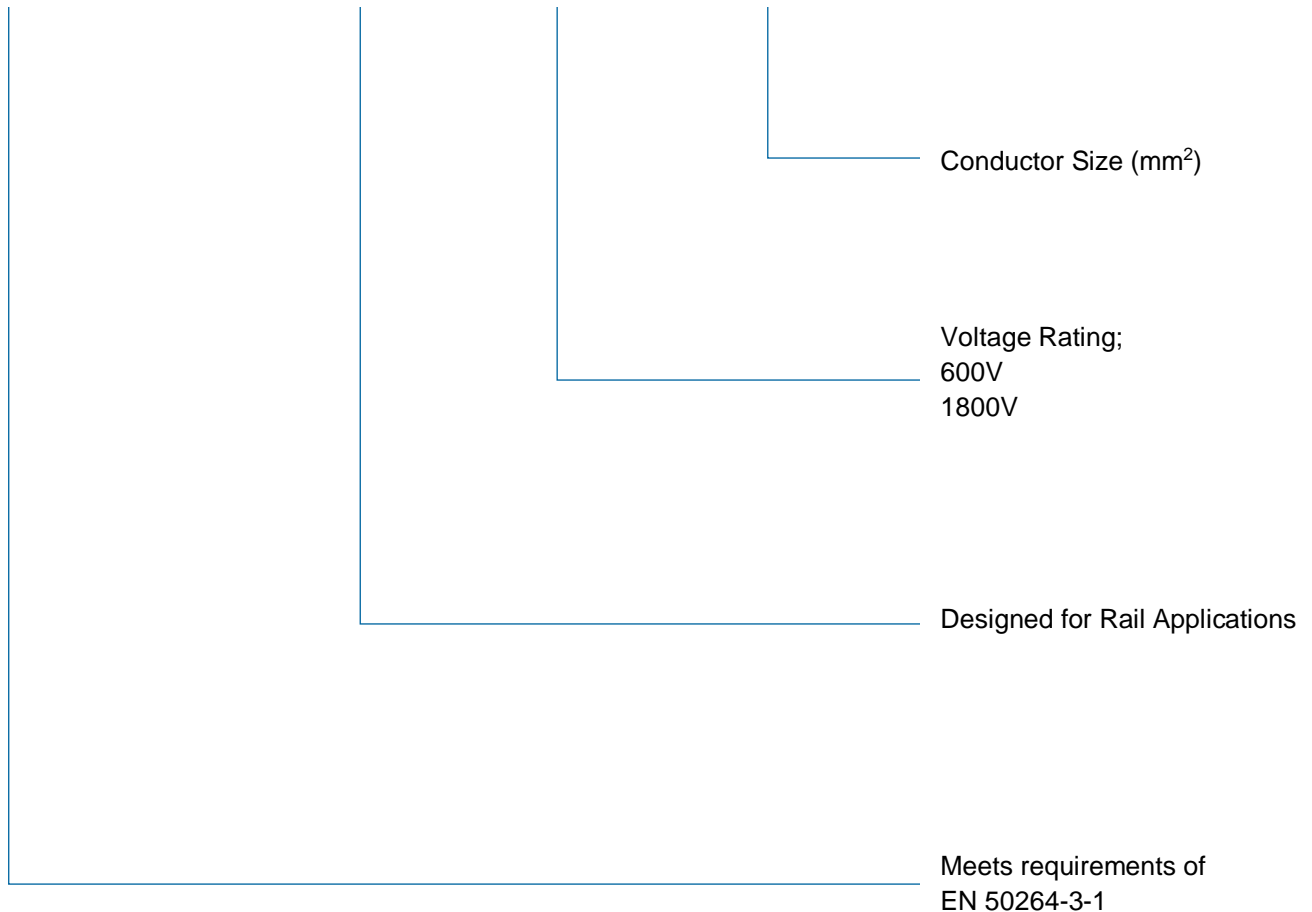 Conductor Size (mm²)
Voltage Rating;
600V
1800V
Designed for Rail Applications
Meets requirements of
EN 50264-3-1